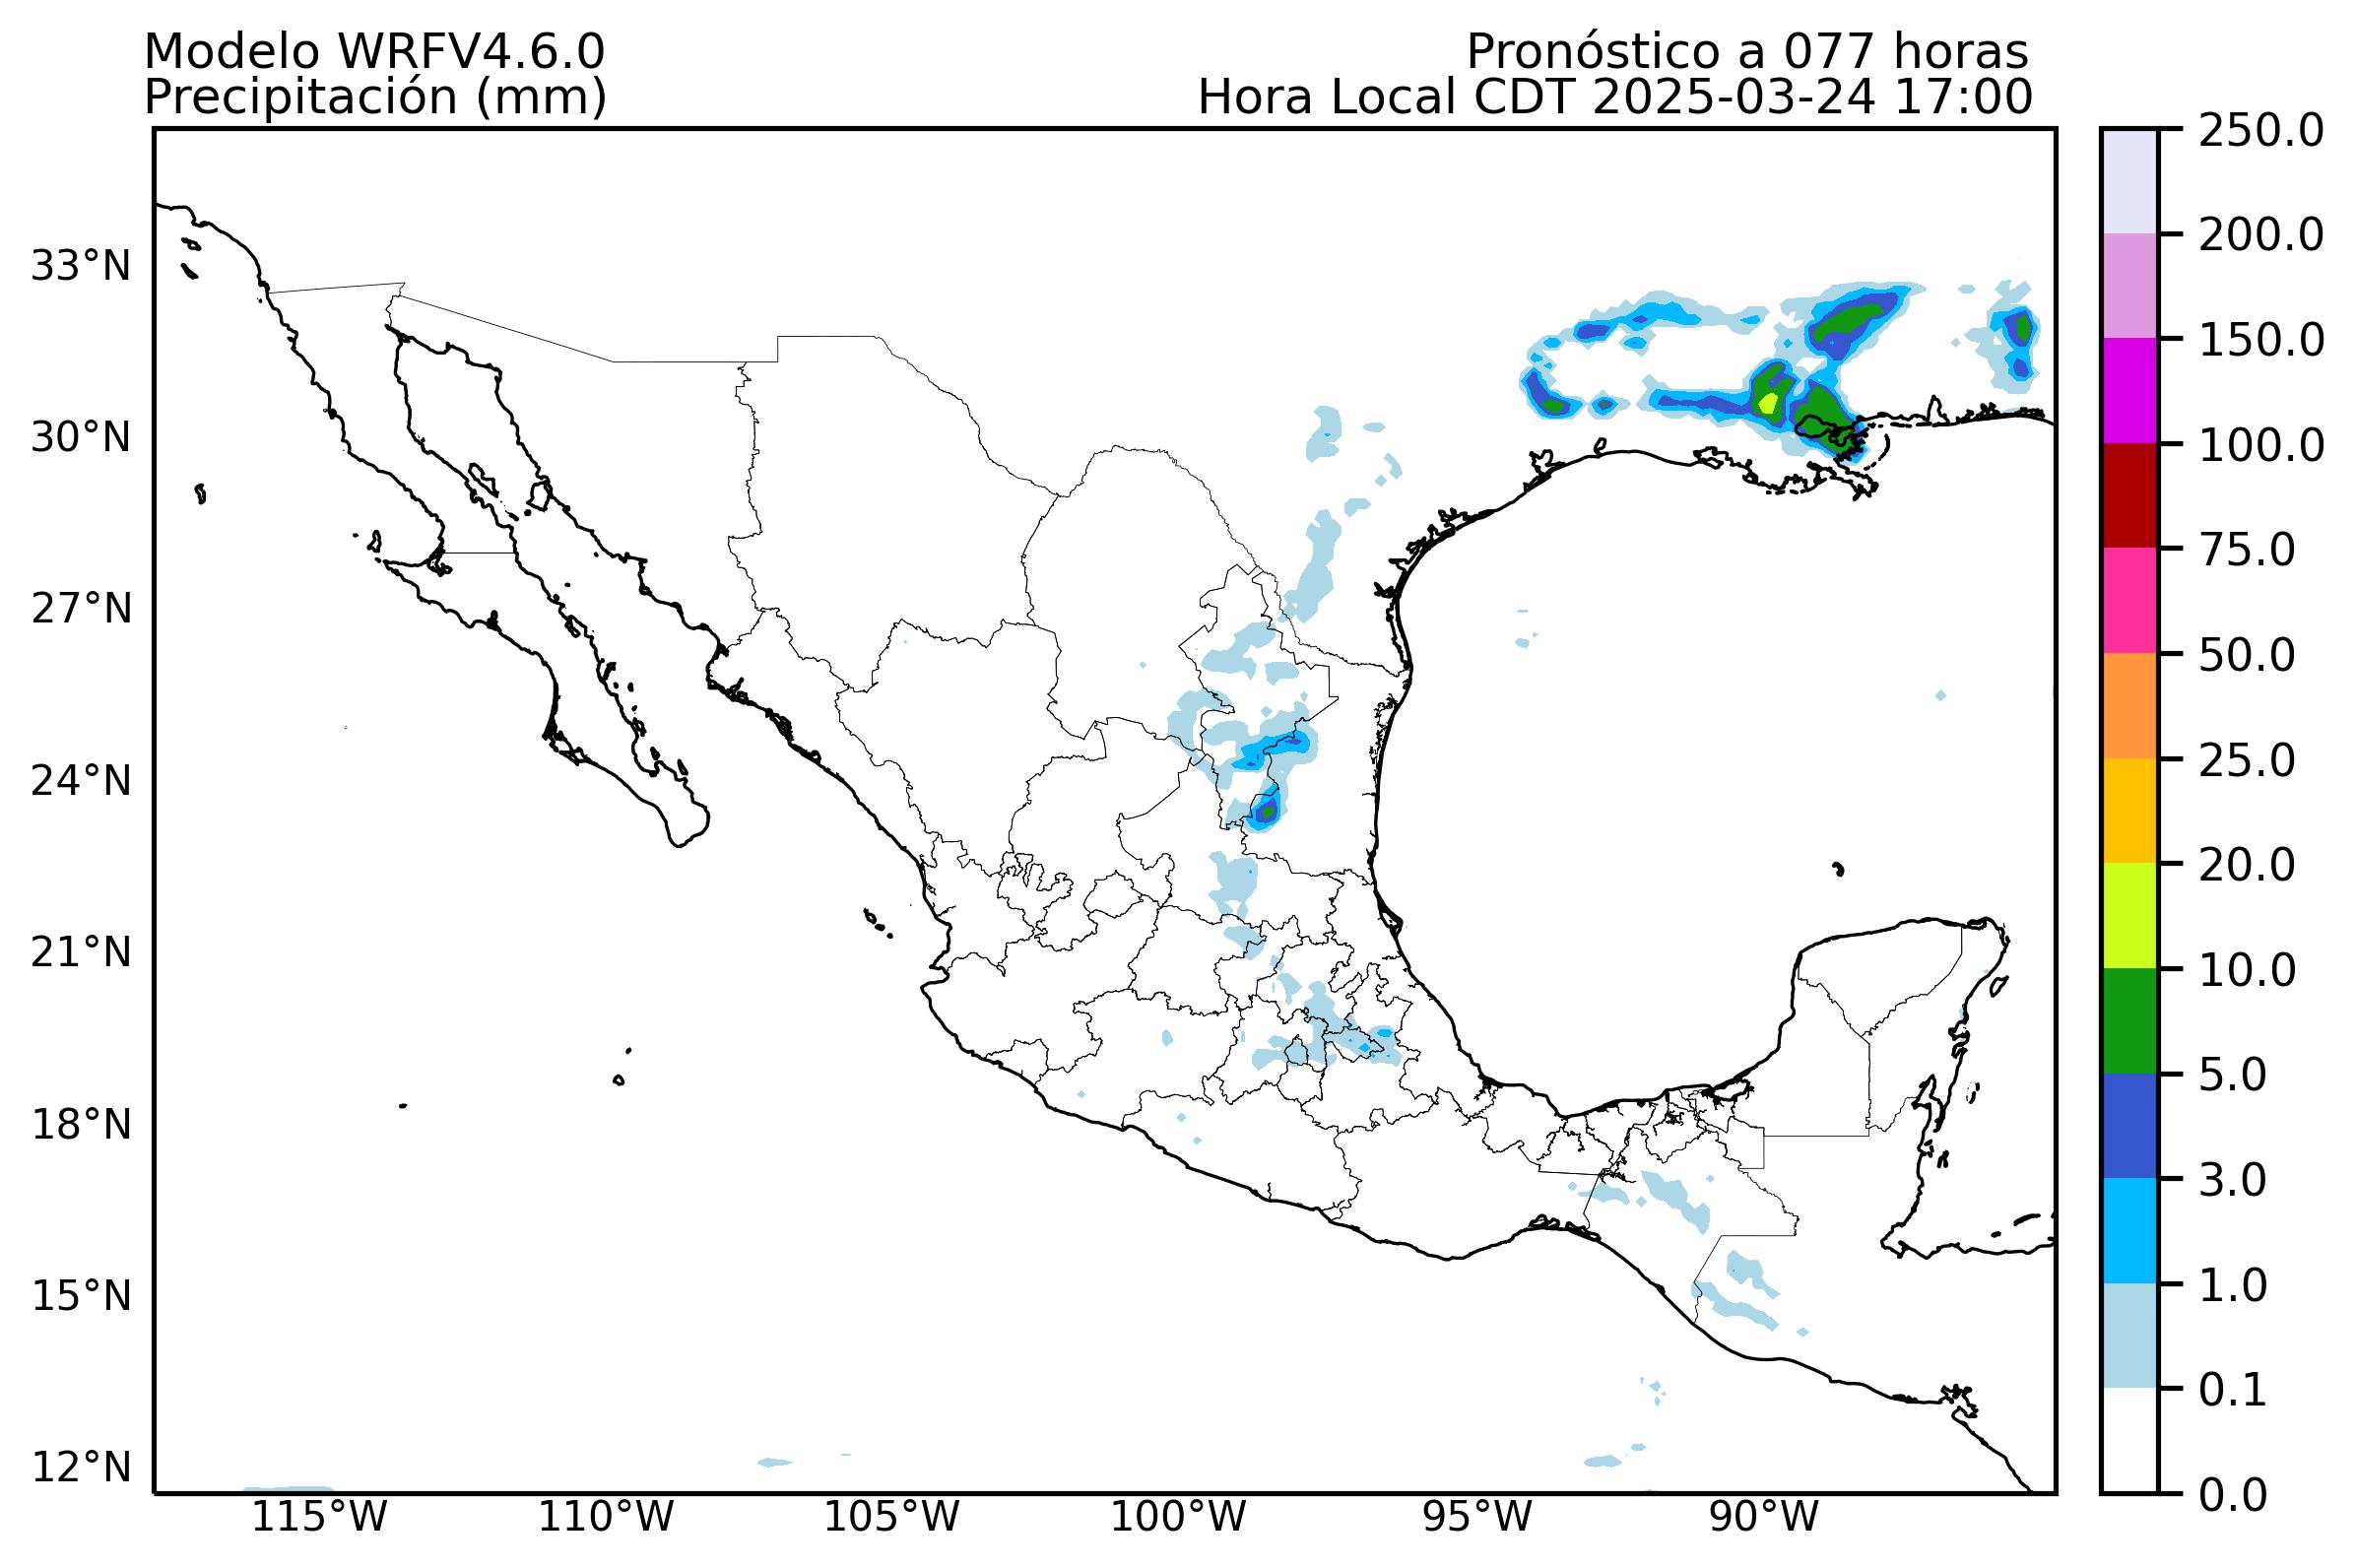 Modelo WRFV4.6.0
Precipitación (mm)
Pronóstico a 077 horas
Hora Local CDT 2025-03-24 17:00
33°N
30°N
27°N
24°N
21°N
18°N
15°N
12°N
115°W
110°W
105°W
100°W
95°W
90°W
250.0
200.0
150.0
100.0
75.0
50.0
25.0
20.0
10.0
5.0
3.0
1.0
0.1
0.0